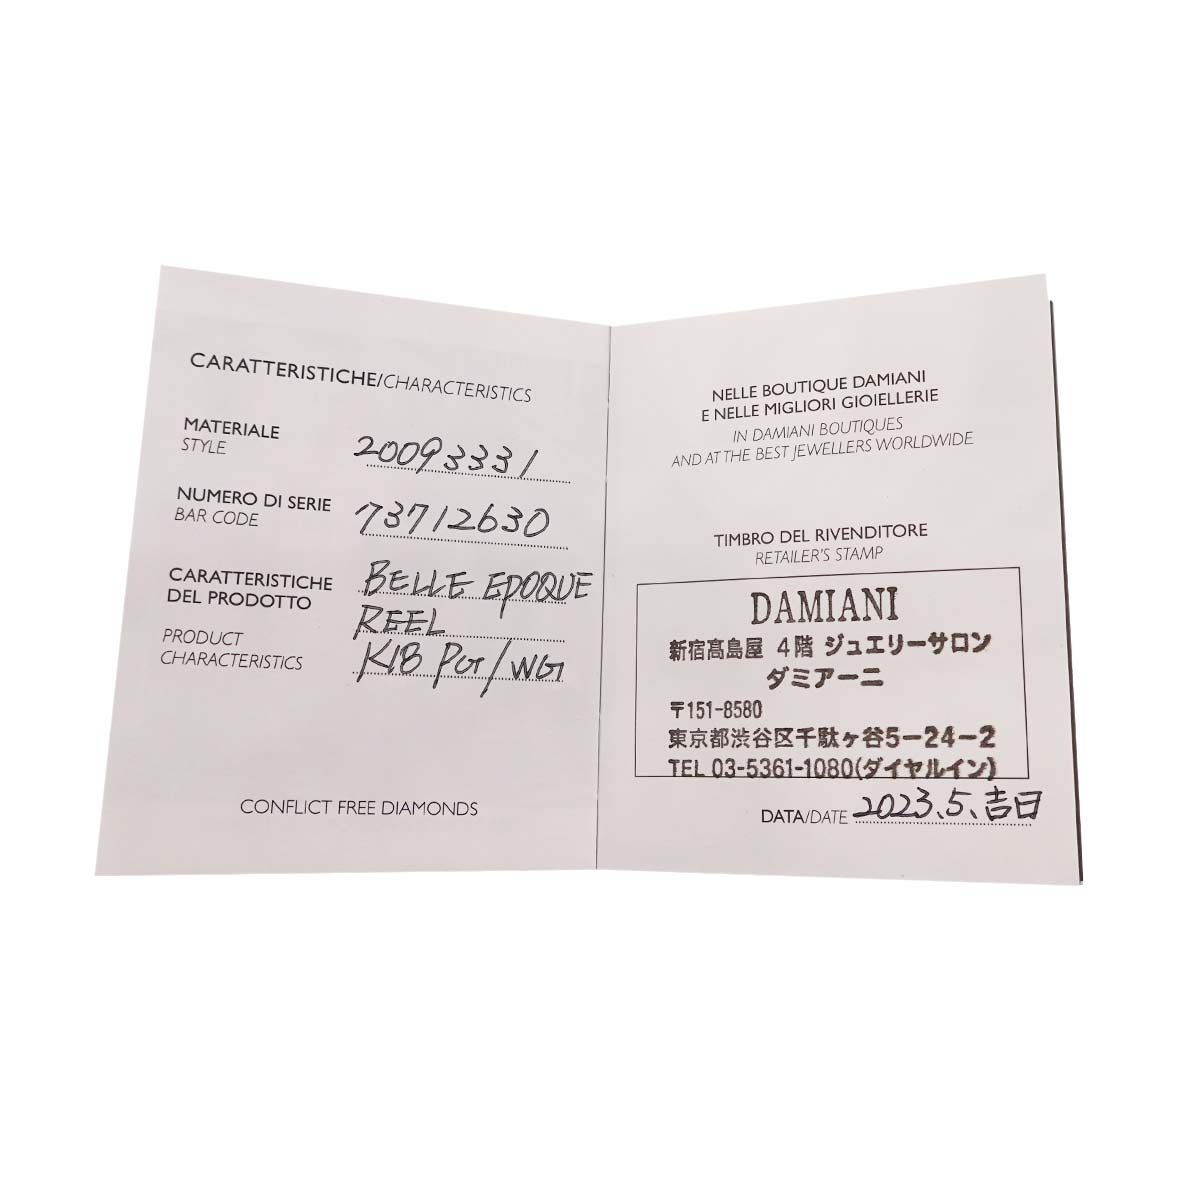 CARATTERISTICHE/CHARACTERISTICS
MATERIALE
STYLE
20093331
NUMERO DI SERIE
BAR CODE
73712630
CARATTERISTICHE
DEL PRODOTTO
PRODUCT
CHARACTERISTICS
BELLE EPOQUE
REEL
K18 PG/WG
CONFLICT FREE DIAMONDS
NELLE BOUTIQUE DAMIANI
E NELLE MIGLIORI GIOIELLERIE
IN DAMIANI BOUTIQUES
AND AT THE BEST JEWELLERS WORLDWIDE
TIMBRO DEL RIVENDITORE
RETAILER'S STAMP
DAMIANI
新宿髙島屋 4階 ジュエリーサロン
ダミアーニ
〒151-8580
東京都渋谷区千駄ヶ谷5-24-2
TEL 03-5361-1080(ダイヤルイン)
DATA/DATE 2023.5.吉日